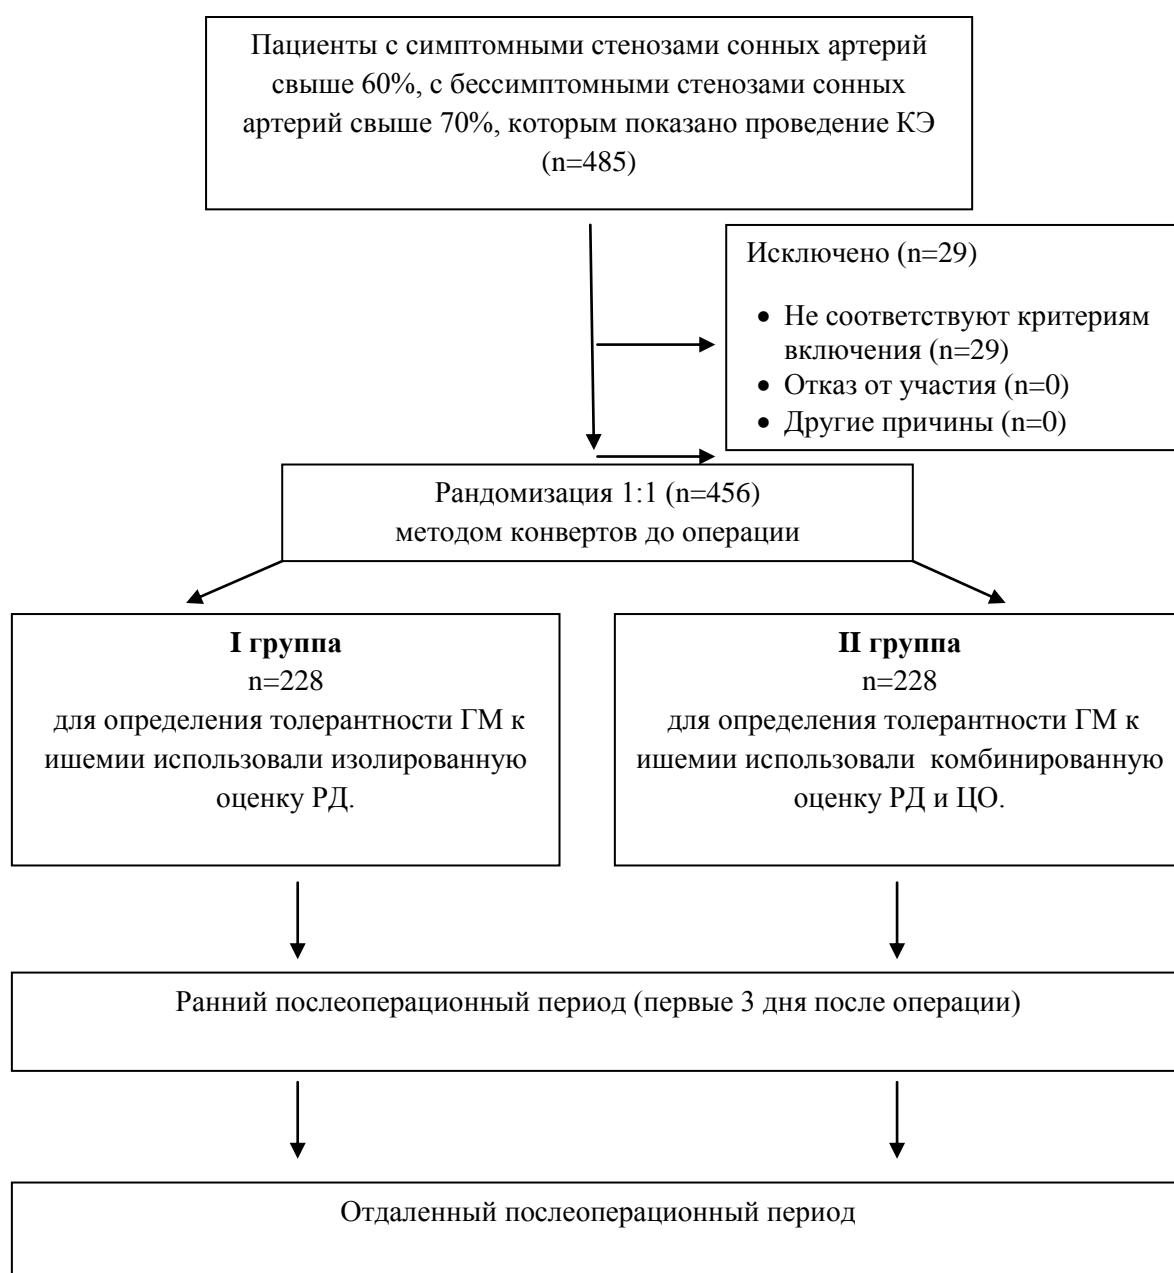 Пациенты с симптомными стенозами сонных артерий
свыше 60%, с бессимптомными стенозами сонных
артерий свыше 70%, которым показано проведение КЭ
(n=485)
Исключено (n=29)
• Не соответствуют критериям
включения (n=29)
• Отказ от участия (n=0)
• Другие причины (n=0)
Рандомизация 1:1 (n=456)
методом конвертов до операции
I группа
n=228
для определения толерантности ГМ к
ишемии использовали изолированную
оценку РД.
II группа
n=228
для определения толерантности ГМ к
ишемии использовали комбинированную
оценку РД и ЦО.
Ранний послеоперационный период (первые 3 дня после операции)
Отдаленный послеоперационный период